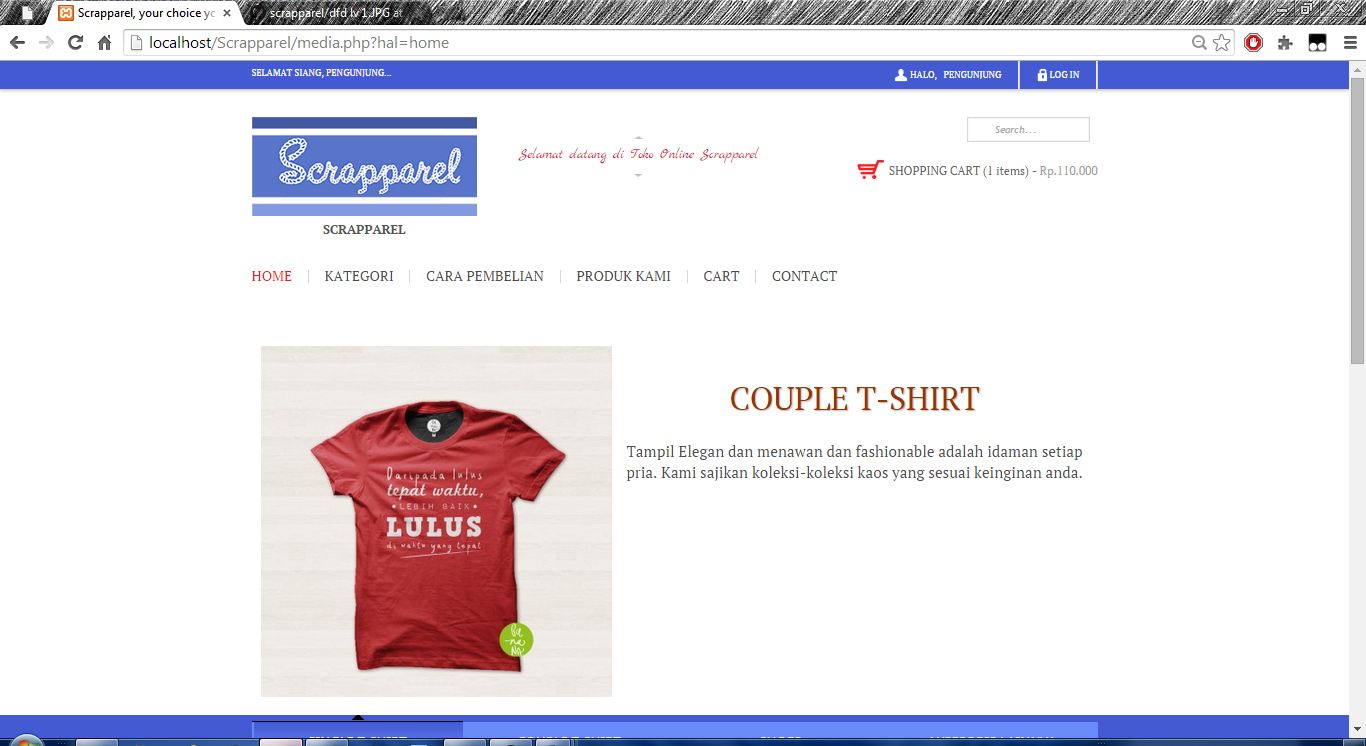 Scrapparel, your choice yo
scrapparel/dfd lv 1.JPG at
localhost/Scrapparel/media.php?hal=home
SELAMAT SIANG, PENGUNJUNG...
HALO, PENGUNJUNG
LOG IN
Scrapparel
SCRAPPAREL
Selamat datang di Toko Online Scrapparel
Search...
SHOPPING CART (1 items) - Rp.110.000
HOME KATEGORI CARA PEMBELIAN PRODUK KAMI CART CONTACT
Daripada lulus
tepat waktu,
LEBIH BAIK
LULUS
di waktu yang tepat
COUPLE T-SHIRT
Tampil Elegan dan menawan dan fashionable adalah idaman setiap
pria. Kami sajikan koleksi-koleksi kaos yang sesuai keinginan anda.